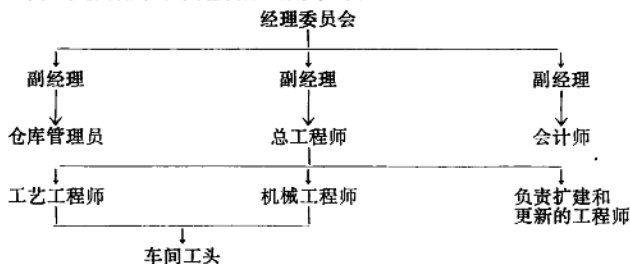 经理委员会
副经理 副经理 副经理
仓库管理员 总工程师 会计师
工艺工程师 机械工程师 负责扩建和
更新的工程师
车间工头